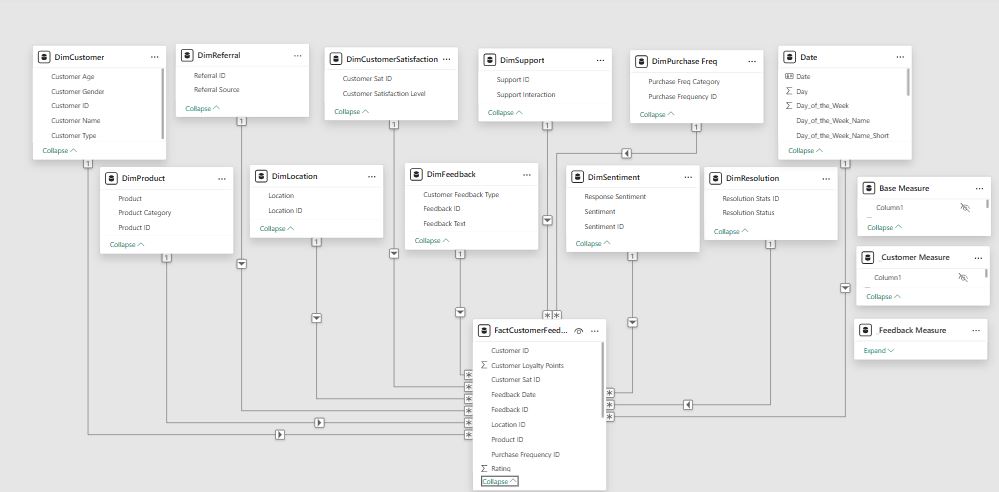 DimCustomer
Customer Age
Customer Gender
Customer ID
Customer Name
Customer Type
Collapse
DimReferral
Referral ID
Referral Source
Collapse
DimCustomerSatisfaction
Customer Sat ID
Customer Satisfaction Level
Collapse
DimSupport
Support ID
Support Interaction
Collapse
DimPurchase Freq
Purchase Freq Category
Purchase Frequency ID
Collapse
Date
Date
Day
Day_of_the_Week
Day_of_the_Week_Name
Day_of_the_Week_Name_Short
Collapse
DimProduct
Product
Product Category
Product ID
Collapse
DimLocation
Location
Location ID
Collapse
DimFeedback
Customer Feedback Type
Feedback ID
Feedback Text
Collapse
DimSentiment
Response Sentiment
Sentiment
Sentiment ID
Collapse
DimResolution
Resolution Stats ID
Resolution Status
Collapse
Base Measure
Column1
Collapse
Customer Measure
Column1
Collapse
Feedback Measure
Expand
FactCustomerFeed...
Customer ID
Customer Loyalty Points
Customer Sat ID
Feedback Date
Feedback ID
Location ID
Product ID
Purchase Frequency ID
Rating
Collapse
1
1
1
1
1
1
1
1
1
1
1